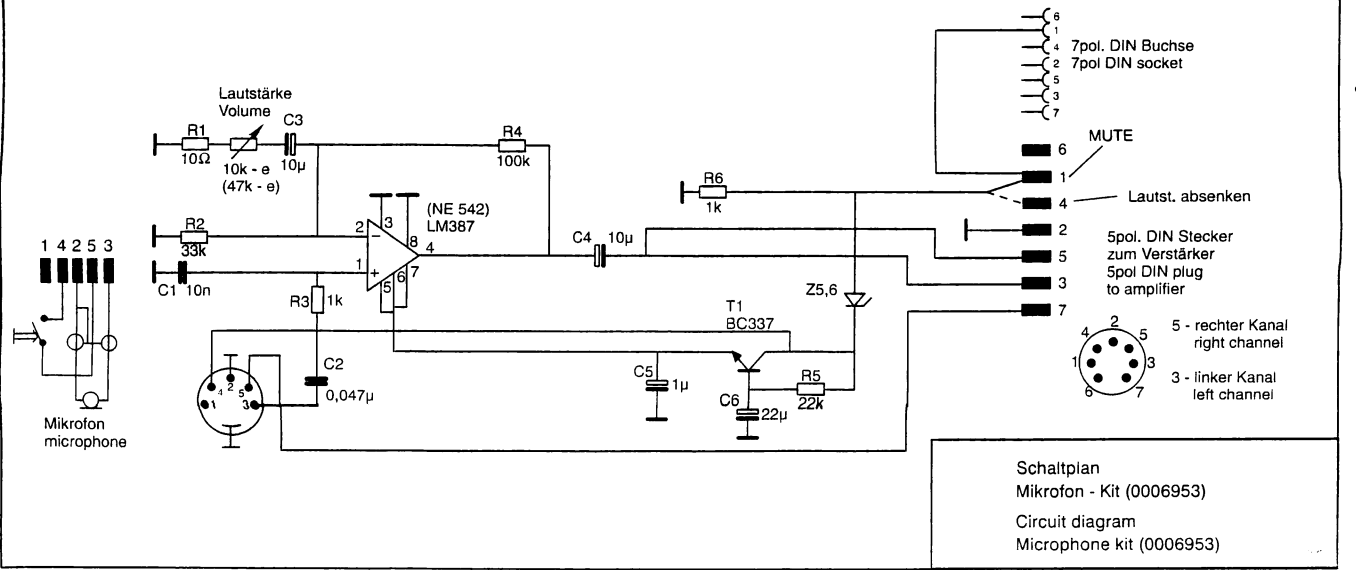 6
1
4
2
5
3
7
7pol. DIN Buchse
7pol DIN socket
Lautstärke
Volume
R1
10Ω
10k - e
(47k - e)
C3
10µ
R4
100k
MUTE
6
1
4
2
5
3
7
Lautst. absenken
R6
1k
(NE 542)
LM387
R2
33k
2
3
8
4
1
7
6
5
−
+
C1 10n
C4 10µ
5pol. DIN Stecker
zum Verstärker
5pol DIN plug
to amplifier
1 4 2 5 3
R3 1k
Z5,6
T1
BC337
C2
0,047µ
C5
1µ
R5
22k
C6
22µ
4
2
5
1
3
4
2
5
1
3
6
7
5 - rechter Kanal
right channel
3 - linker Kanal
left channel
Mikrofon
microphone
Schaltplan
Mikrofon - Kit (0006953)
Circuit diagram
Microphone kit (0006953)